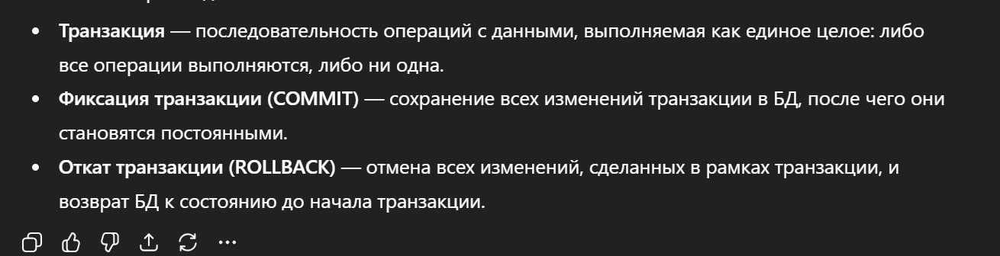 Транзакция — последовательность операций с данными, выполняемая как единое целое: либо
все операции выполняются, либо ни одна.
Фиксация транзакции (COMMIT) — сохранение всех изменений транзакции в БД, после чего они
становятся постоянными.
Откат транзакции (ROLLBACK) — отмена всех изменений, сделанных в рамках транзакции, и
возврат БД к состоянию до начала транзакции.